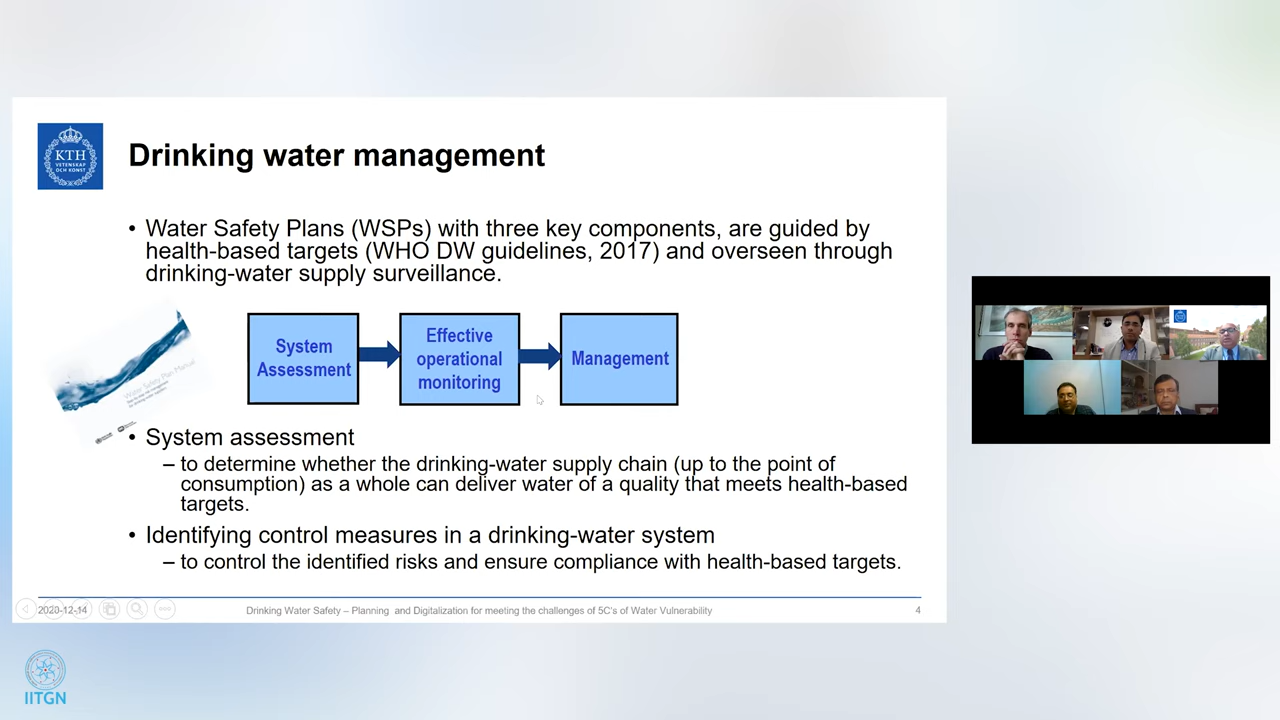 KTH
VETENSKAP
OCH KONST
Drinking water management
• Water Safety Plans (WSPs) with three key components, are guided by
health-based targets (WHO DW guidelines, 2017) and overseen through
drinking-water supply surveillance.
System
Assessment
Effective
operational
monitoring
Management
Water Safety Plan Manual
• System assessment
– to determine whether the drinking-water supply chain (up to the point of
consumption) as a whole can deliver water of a quality that meets health-based
targets.
• Identifying control measures in a drinking-water system
– to control the identified risks and ensure compliance with health-based targets.
2020-12-14
Drinking Water Safety – Planning and Digitalization for meeting the challenges of 5C's of Water Vulnerability
4
IITGN